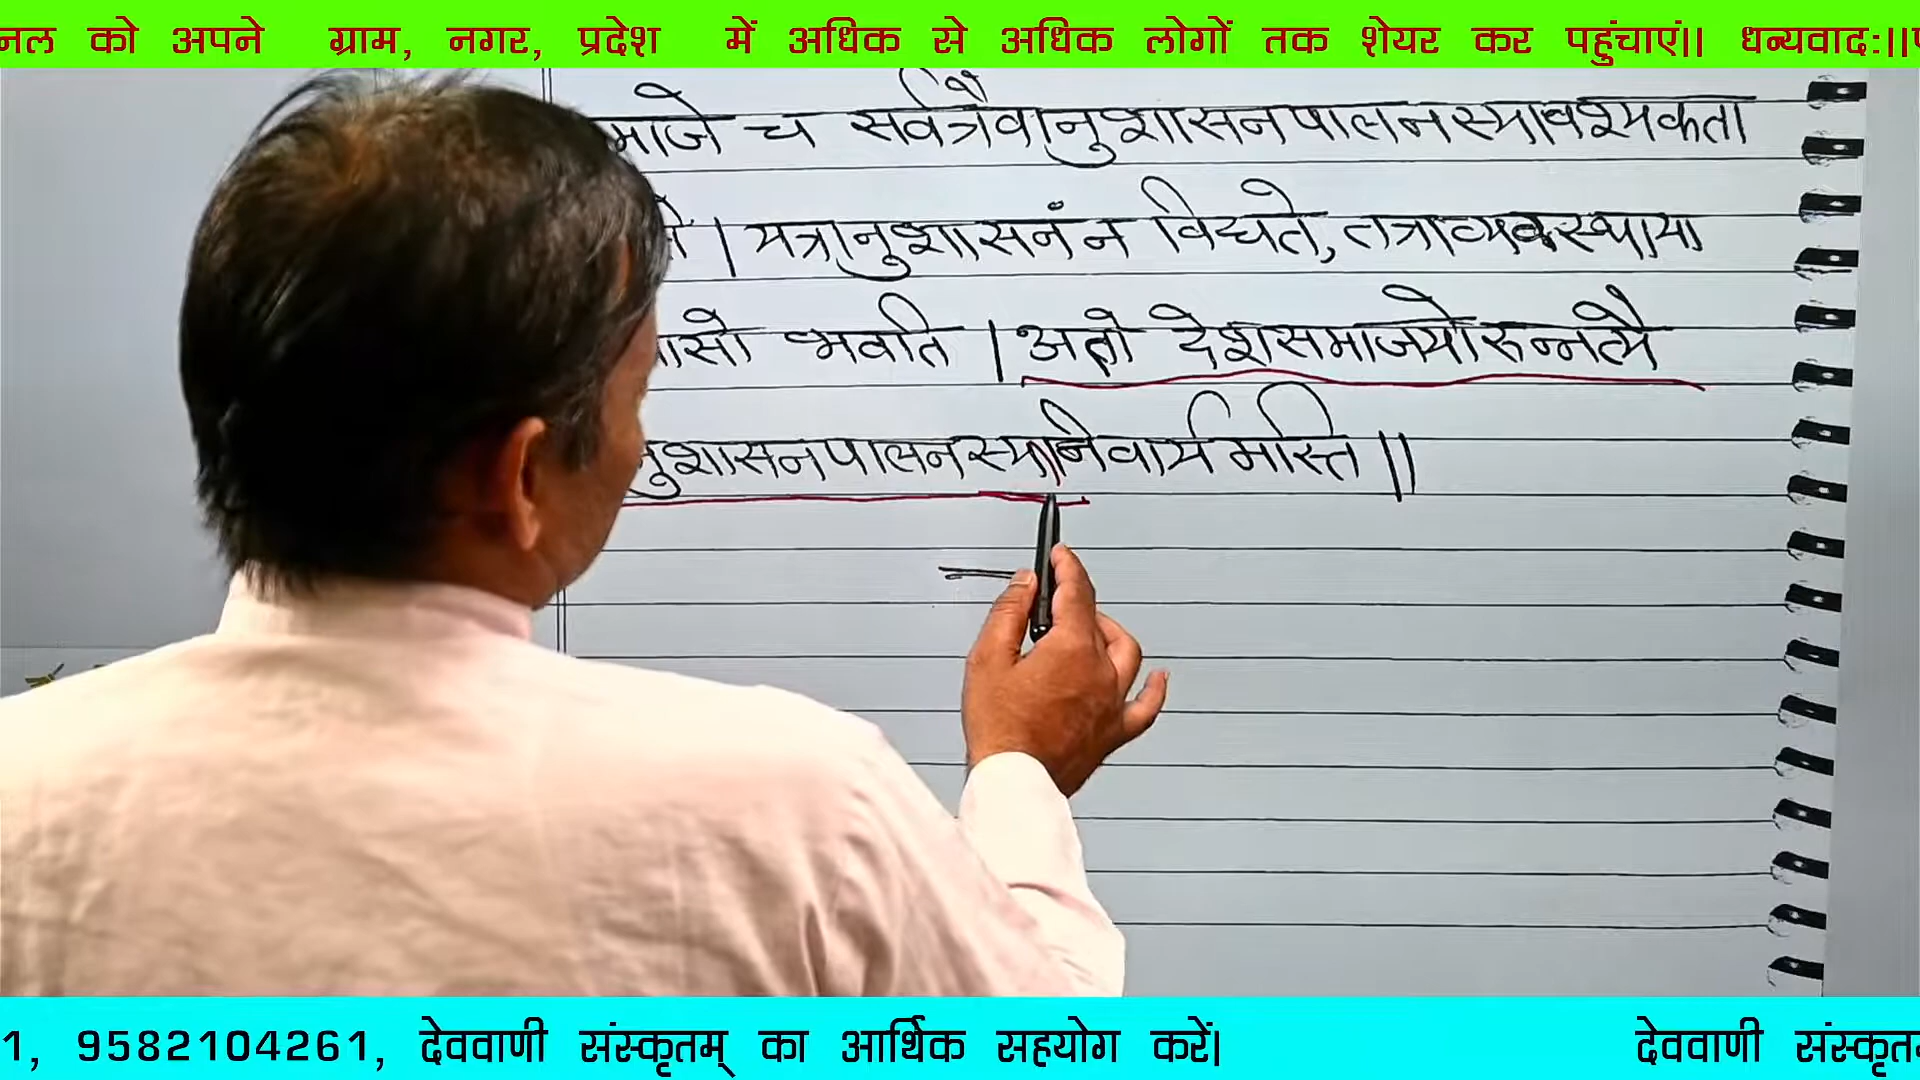 को अपने ग्राम, नगर, प्रदेश में अधिक से अधिक लोगों तक शेयर कर पहुंचाएं।। धन्यवादः।।
च सर्वत्रैवानुशासनपालनस्यावश्यकता
। यत्रानुशासनं न विद्यते, तत्राव्यवस्थाया
भवति । अतो देशसमाजयोरुन्नत्यै
नुशासनपालनस्यानिवार्यमस्ति ॥
9582104261, देववाणी संस्कृतम् का आर्थिक सहयोग करें। देववाणी